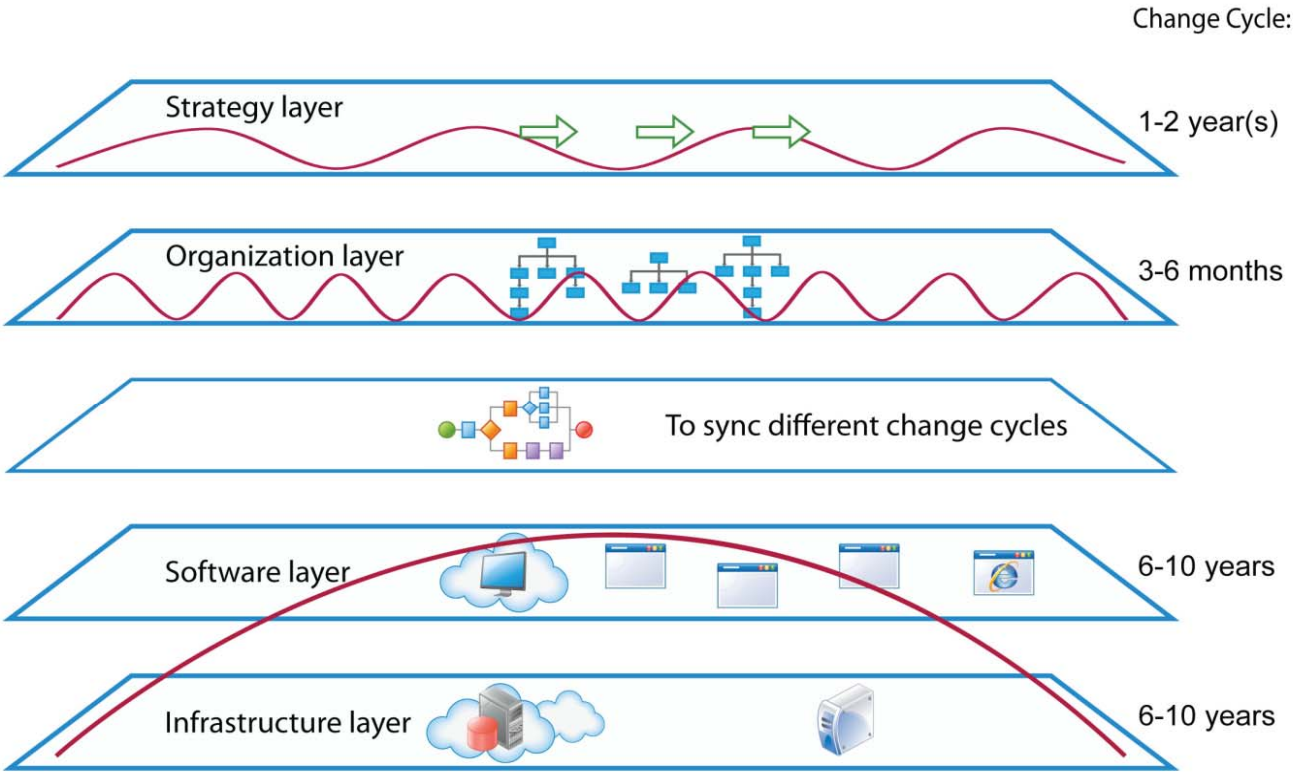 Change Cycle:
Strategy layer
1-2 year(s)
Organization layer
3-6 months
To sync different change cycles
Software layer
6-10 years
Infrastructure layer
6-10 years